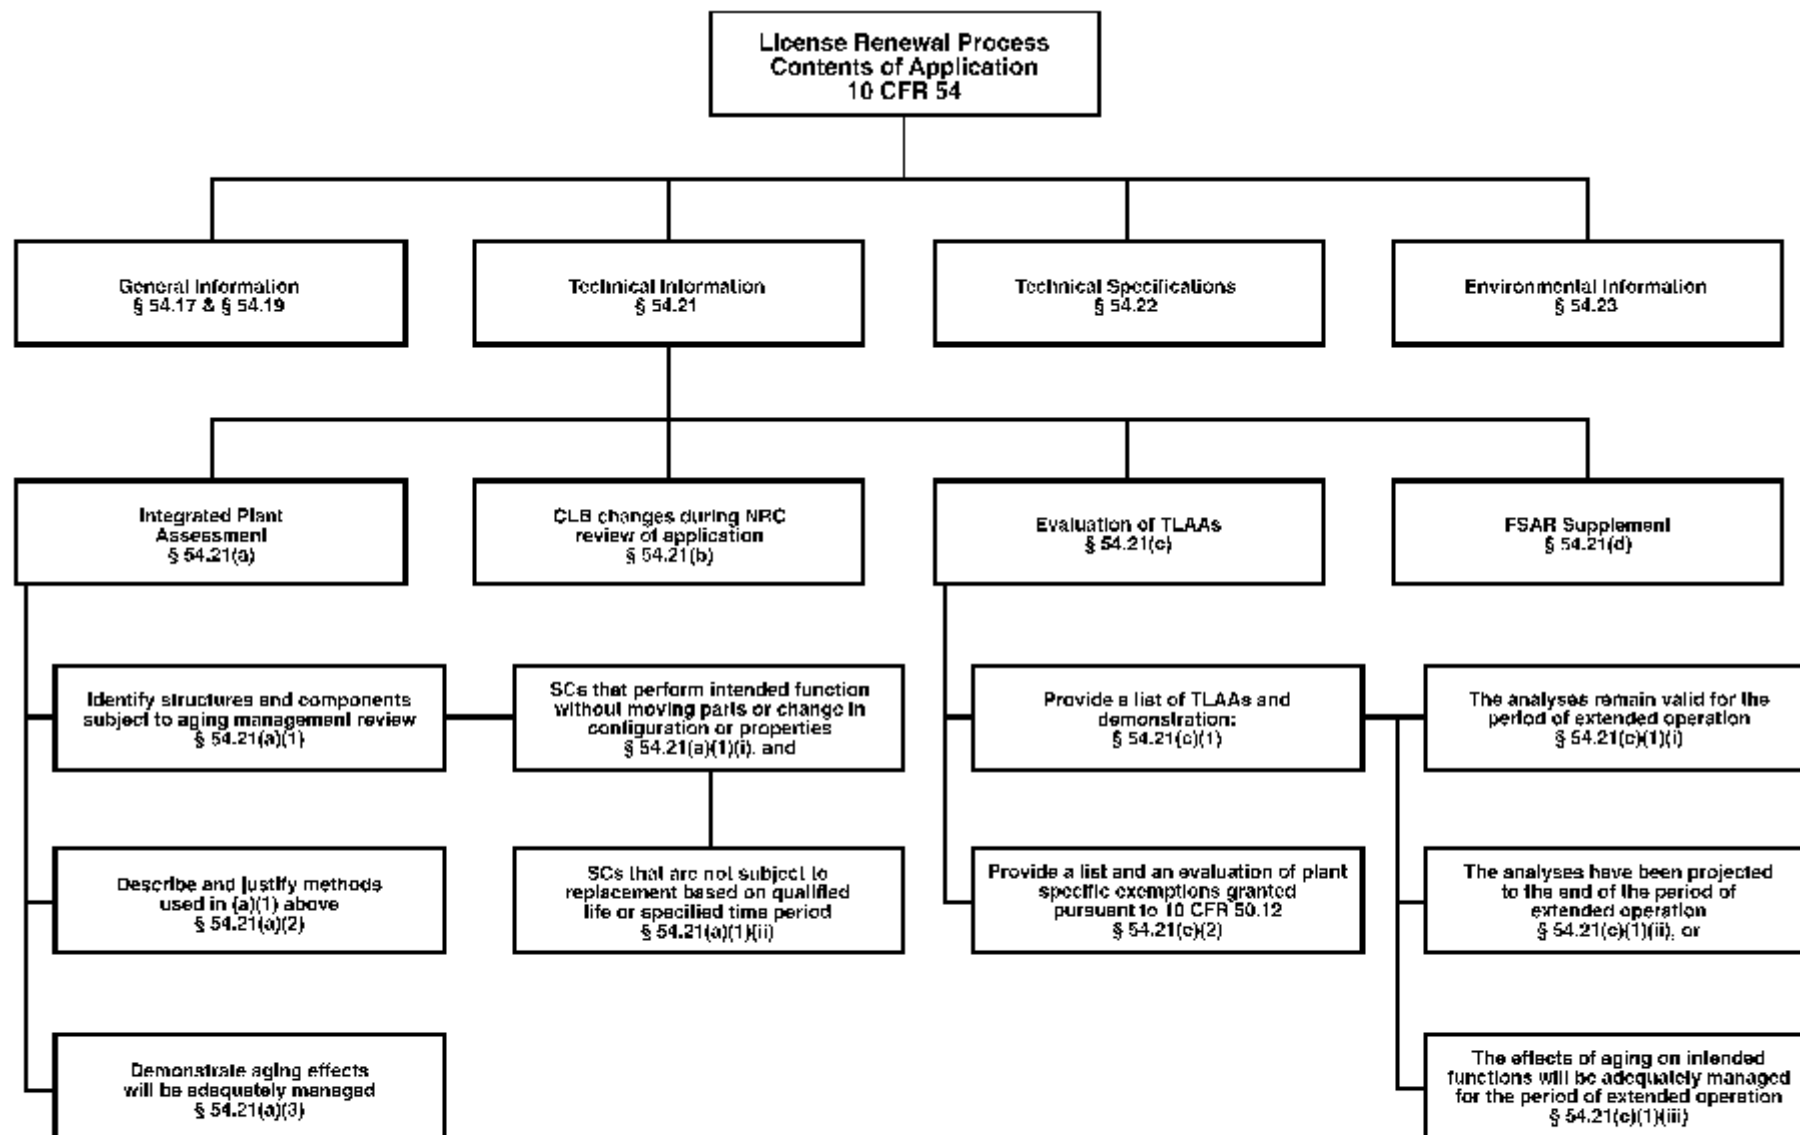 License Renewal Process
Contents of Application
10 CFR 54
General Information
§ 54.17 & § 54.19
Technical Information
§ 54.21
Technical Specifications
§ 54.22
Environmental Information
§ 54.23
Integrated Plant
Assessment
§ 54.21(a)
CLB changes during NRC
review of application
§ 54.21(b)
Evaluation of TLAAs
§ 54.21(c)
FSAR Supplement
§ 54.21(d)
Identify structures and components
subject to aging management review
§ 54.21(a)(1)
SCs that perform intended function
without moving parts or change in
configuration or properties
§ 54.21(a)(1)(i), and
Provide a list of TLAAs and
demonstration:
§ 54.21(c)(1)
The analyses remain valid for the
period of extended operation
§ 54.21(c)(1)(i)
Describe and justify methods
used in (a)(1) above
§ 54.21(a)(2)
SCs that are not subject to
replacement based on qualified
life or specified time period
§ 54.21(a)(1)(ii)
Provide a list and an evaluation of plant
specific exemptions granted
pursuant to 10 CFR 50.12
§ 54.21(c)(2)
The analyses have been projected
to the end of the period of
extended operation
§ 54.21(c)(1)(ii), or
Demonstrate aging effects
will be adequately managed
§ 54.21(a)(3)
The effects of aging on intended
functions will be adequately managed
for the period of extended operation
§ 54.21(c)(1)(iii)